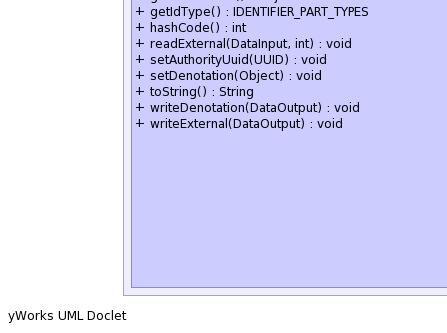 + getIdType() : IDENTIFIER_PART_TYPES
+ hashCode() : int
+ readExternal(DataInput, int) : void
+ setAuthorityUuid(UUID) : void
+ setDenotation(Object) : void
+ toString() : String
+ writeDenotation(DataOutput) : void
+ writeExternal(DataOutput) : void
yWorks UML Doclet